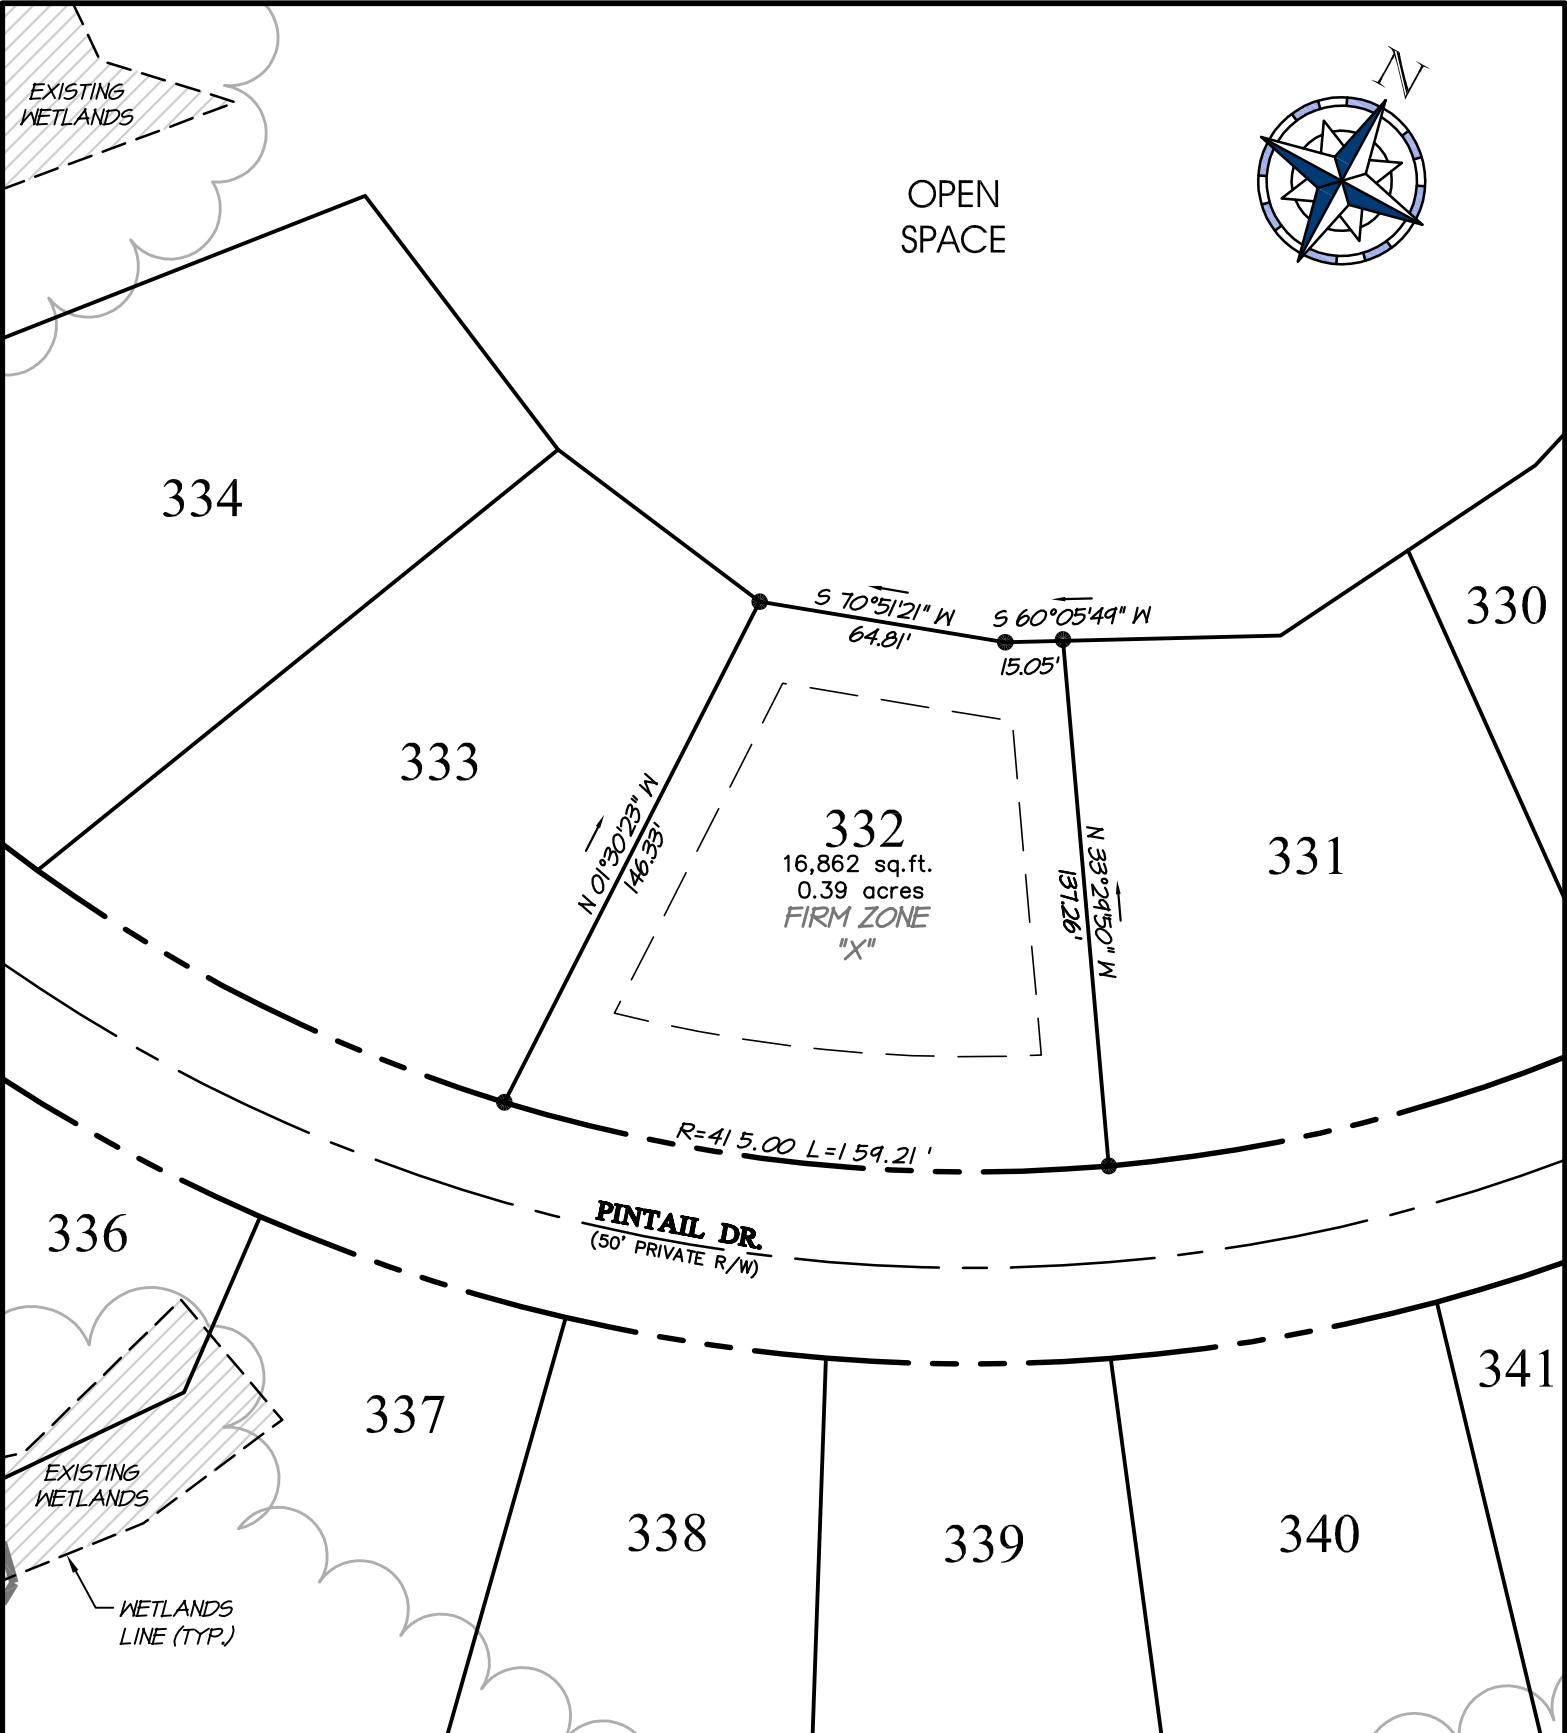 N
EXISTING
WETLANDS
OPEN
SPACE
334
S 70°51'21" W
64.81'
S 60°05'49" W
15.05'
330
333
N 01°30'23" W
146.33'
332
16,862 sq.ft.
0.39 acres
FIRM ZONE
"X"
N 33°29'50" W
137.26'
331
R=415.00 L=159.21'
PINTAIL DR.
(50' PRIVATE R/W)
336
337
341
EXISTING
WETLANDS
338
339
340
WETLANDS
LINE (TYP.)